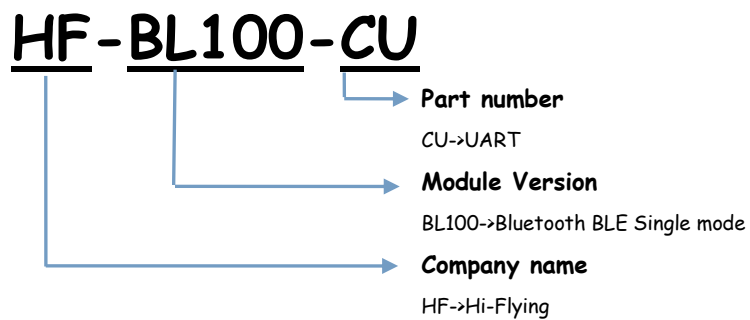 HF-BL100-CU
Part number
CU->UART
Module Version
BL100->Bluetooth BLE Single mode
Company name
HF->Hi-Flying